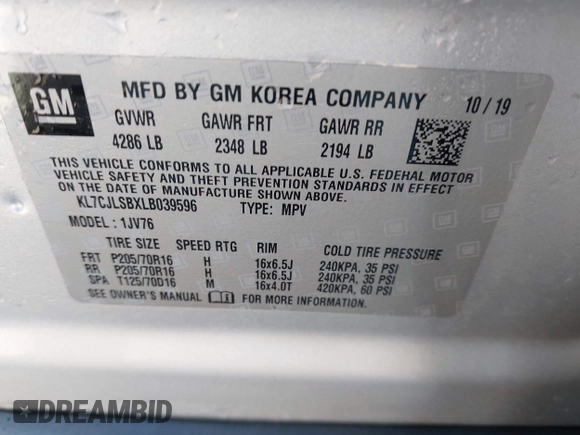 GM
MFD BY GM KOREA COMPANY 10/19
GVWR GAWR FRT GAWR RR
4286 LB 2348 LB 2194 LB
THIS VEHICLE CONFORMS TO ALL APPLICABLE U.S. FEDERAL MOTOR
VEHICLE SAFETY AND THEFT PREVENTION STANDARDS IN EFFECT
ON THE DATE OF MANUFACTURE SHOWN ABOVE.
KL7CJLSBXLB039596 TYPE: MPV
MODEL: 1JV76
TIRE SIZE SPEED RTG RIM COLD TIRE PRESSURE
FRT P205/70R16 H 16x6.5J 240KPA, 35 PSI
RR P205/70R16 H 16x6.5J 240KPA, 35 PSI
SPA T125/70D16 M 16x4.0T 420KPA, 60 PSI
SEE OWNER'S MANUAL FOR MORE INFORMATION
DREAMBID